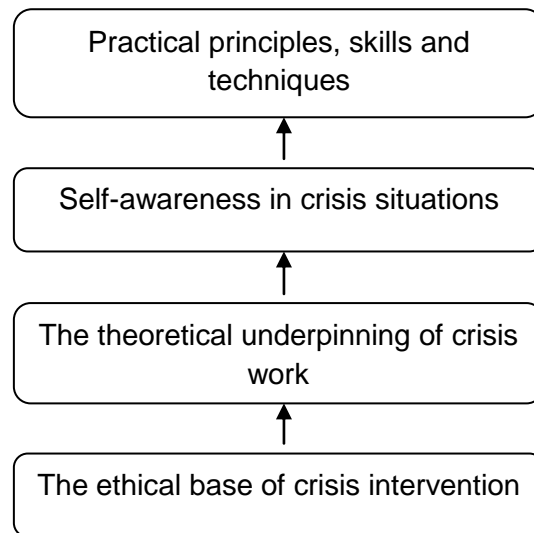 Practical principles, skills and
techniques
Self-awareness in crisis situations
The theoretical underpinning of crisis
work
The ethical base of crisis intervention